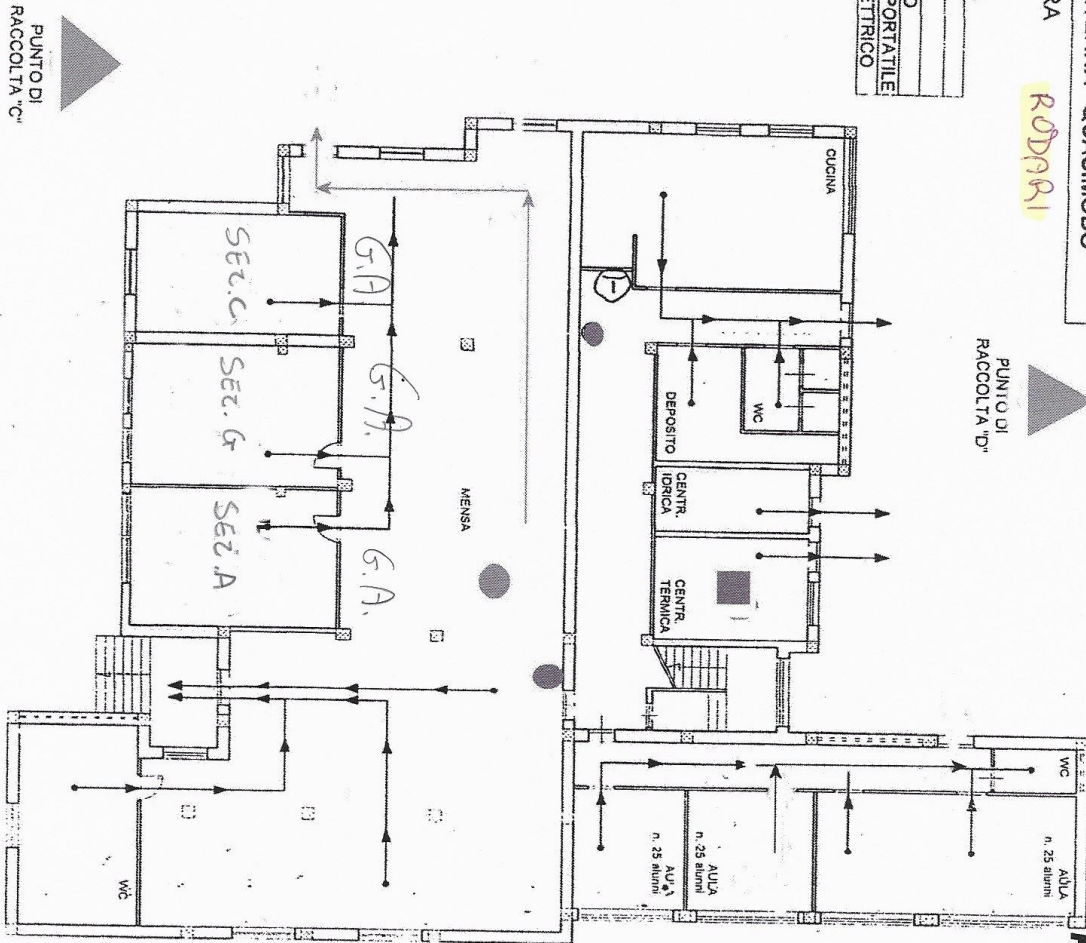 QUASIMODO
RA
RODARI
O
PORTATILE
ETTRICO
PUNTO DI
RACCOLTA "C"
PUNTO DI
RACCOLTA "D"
CUCINA
DEPOSITO
WC
CENTR.
IDRICA
CENTR.
TERMICA
MENSA
SEZ.C
SEZ.G
SEZ.A
G.A
G.A.
G.A.
WC
AULA
n. 25 alunni
AULA
n. 25 alunni
AULA
n. 25 alunni
WC